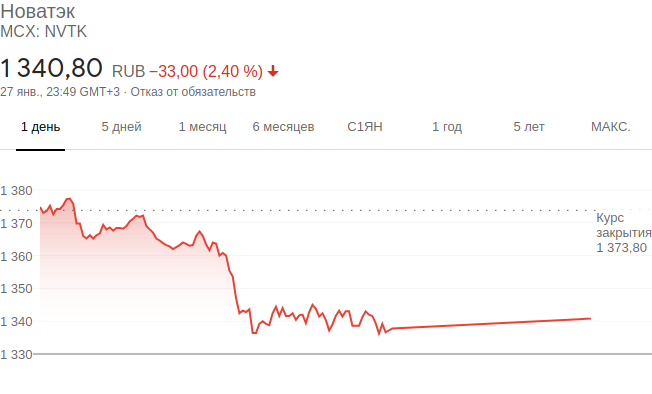 Новатэк
MCX: NVTK
1 340,80 RUB −33,00 (2,40 %)
27 янв., 23:49 GMT+3 · Отказ от обязательств
1 день 5 дней 1 месяц 6 месяцев С1ЯН 1 год 5 лет МАКС.
1 380
1 370
1 360
1 350
1 340
1 330
Курс
закрытия
1 373,80